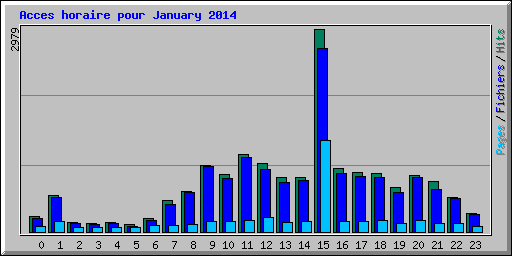 Acces horaire pour January 2014
2979
Pages / Fichiers / Hits
0 1 2 3 4 5 6 7 8 9 10 11 12 13 14 15 16 17 18 19 20 21 22 23